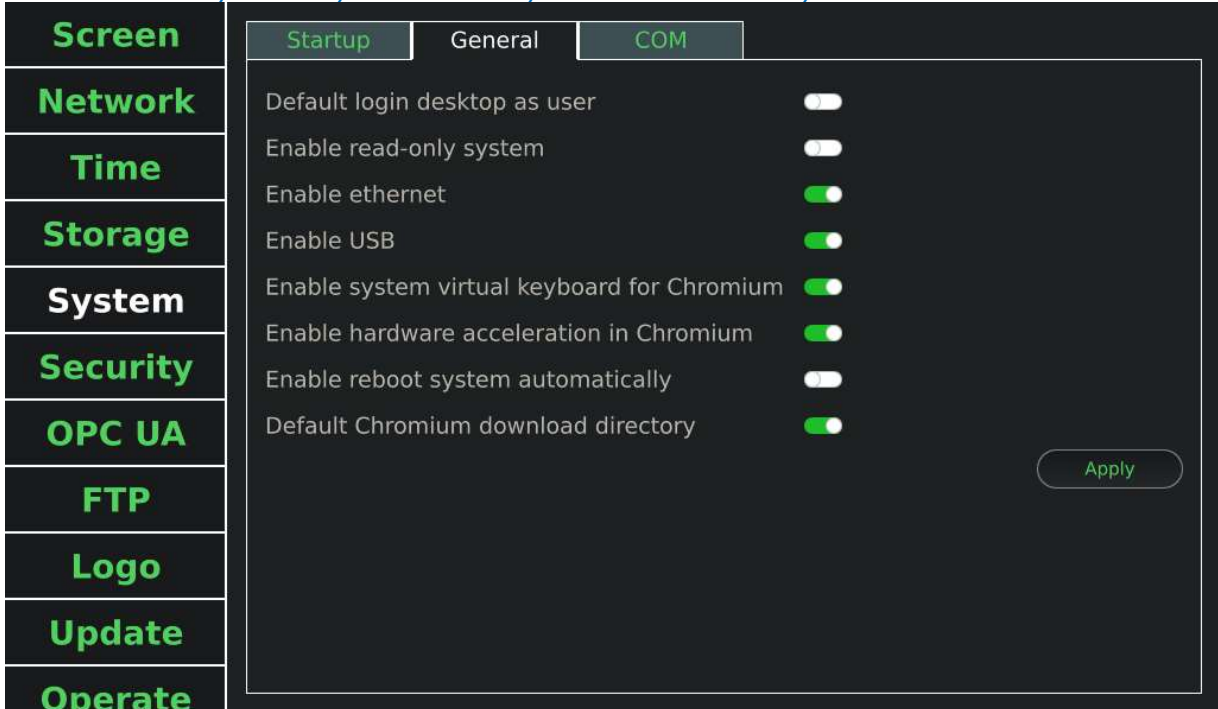 Screen
Network
Time
Storage
System
Security
OPC UA
FTP
Logo
Update
Operate
Startup
General
COM
Default login desktop as user
Enable read-only system
Enable ethernet
Enable USB
Enable system virtual keyboard for Chromium
Enable hardware acceleration in Chromium
Enable reboot system automatically
Default Chromium download directory
Apply